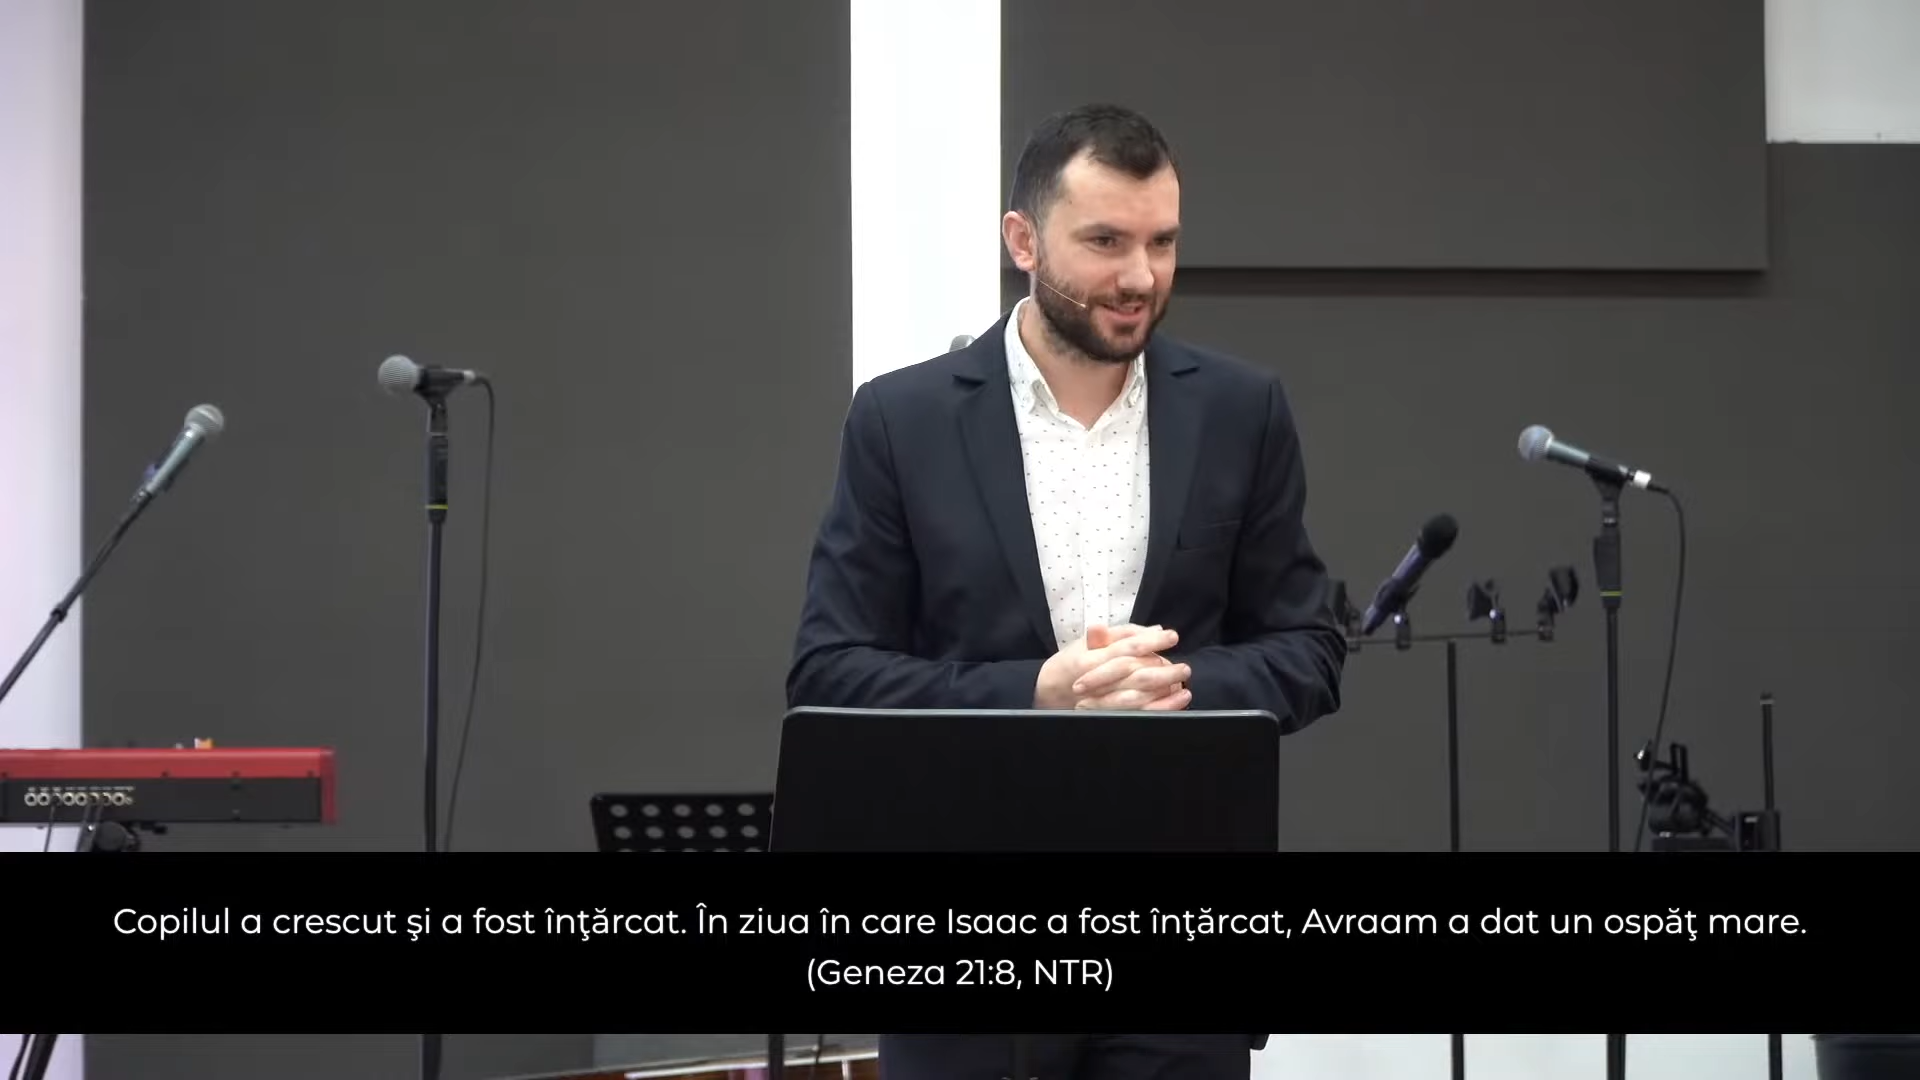 Copilul a crescut şi a fost înţărcat. În ziua în care Isaac a fost înţărcat, Avraam a dat un ospăţ mare.
(Geneza 21:8, NTR)